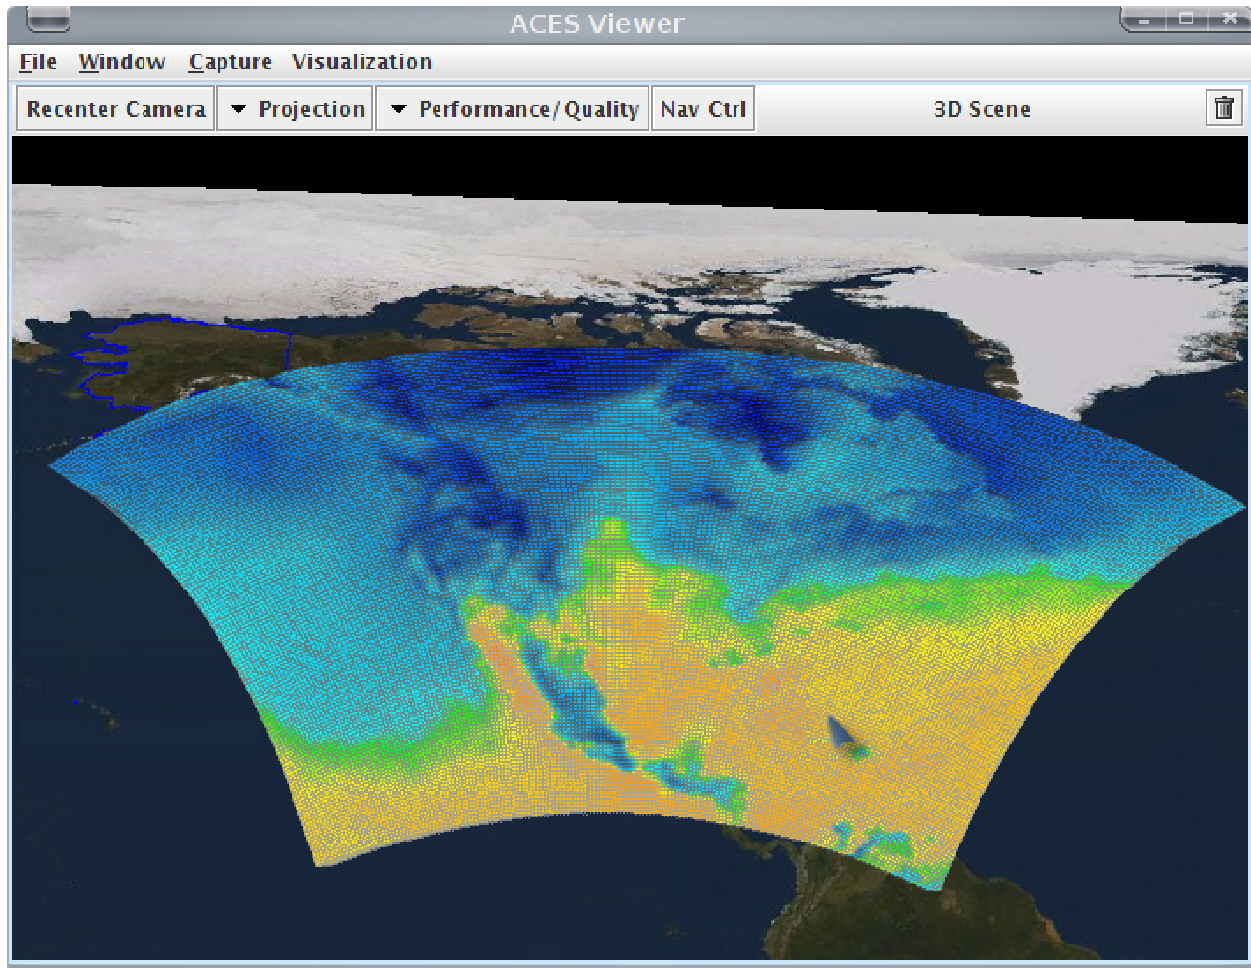 ACES Viewer
File Window Capture Visualization
Recenter Camera Projection Performance/Quality Nav Ctrl 3D Scene